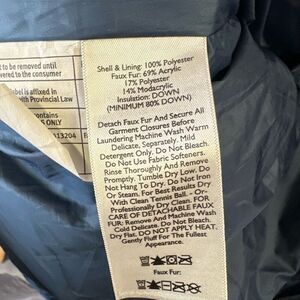 t to be removed until
vered to the consumer
label is affixed in
with Provincial Law
contains
S ONLY
13204
Shell & Lining: 100% Polyester
Faux Fur: 69% Acrylic
17% Polyester
14% Modacrylic
Insulation: DOWN
(MINIMUM 80% DOWN)
Detach Faux Fur And Secure All
Garment Closures Before
Laundering Machine Wash Warm
Delicate, Separately. Mild
Detergent Only. Do Not Bleach.
Do Not Use Fabric Softeners.
Rinse Thoroughly And Remove
Promptly. Tumble Dry Low. Do
Not Hang To Dry. Do Not Iron
Or Steam. For Best Results Dry
With Clean Tennis Ball. - Or-
Professionally Dry Clean. FOR
CARE OF DETACHABLE FAUX
FUR: Remove And Machine Wash
Cold Delicate. Do Not Bleach.
Dry Flat. DO NOT APPLY HEAT.
Gently Fluff For The Fullest
Appearance.
Faux Fur: